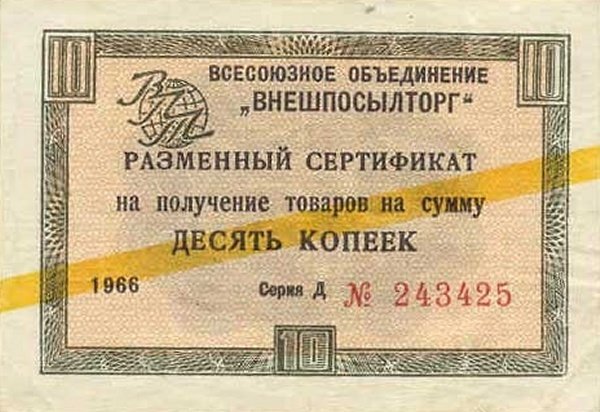 10 10
ВПТ
ВСЕСОЮЗНОЕ ОБЪЕДИНЕНИЕ
„ВНЕШПОСЫЛТОРГ“
РАЗМЕННЫЙ СЕРТИФИКАТ
на получение товаров на сумму
ДЕСЯТЬ КОПЕЕК
1966 Серия Д № 243425
10